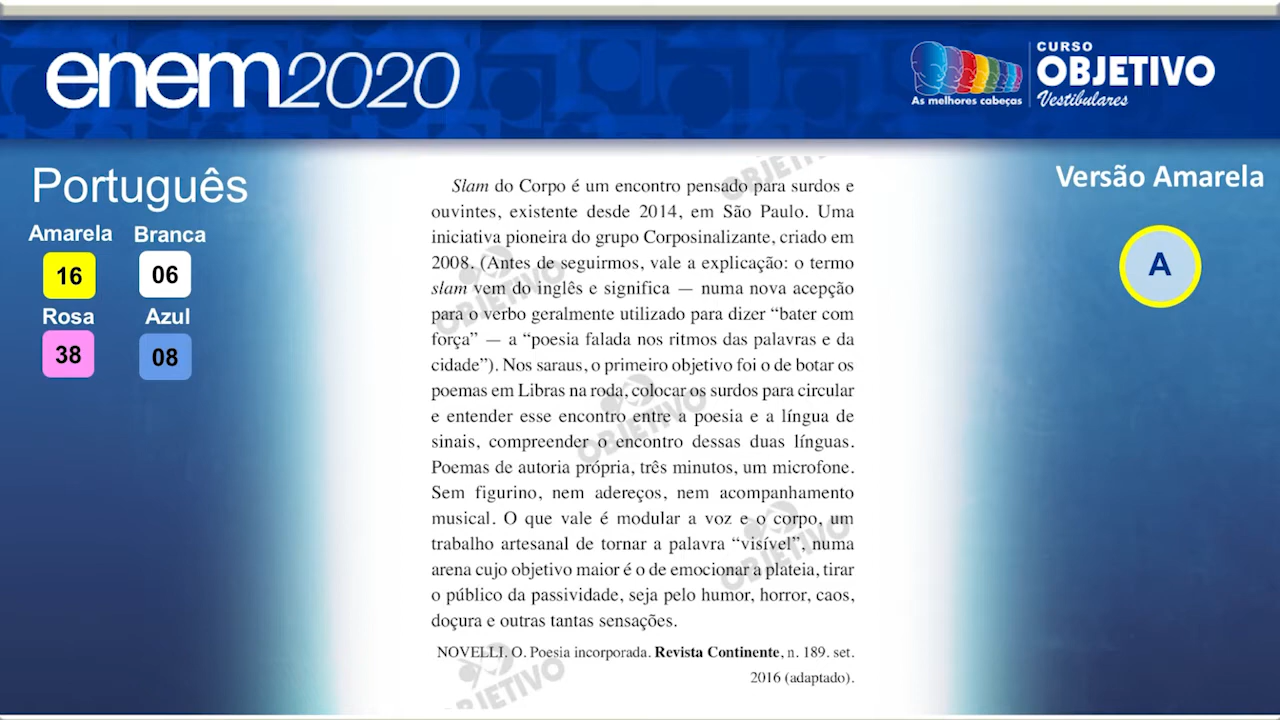 enem2020
CURSO
OBJETIVO
As melhores cabeças
Vestibulares
Português
Versão Amarela
Amarela Branca
16 06
Rosa Azul
38 08
A
Slam do Corpo é um encontro pensado para surdos e
ouvintes, existente desde 2014, em São Paulo. Uma
iniciativa pioneira do grupo Corposinalizante, criado em
2008. (Antes de seguirmos, vale a explicação: o termo
slam vem do inglês e significa — numa nova acepção
para o verbo geralmente utilizado para dizer “bater com
força” — a “poesia falada nos ritmos das palavras e da
cidade”). Nos saraus, o primeiro objetivo foi o de botar os
poemas em Libras na roda, colocar os surdos para circular
e entender esse encontro entre a poesia e a língua de
sinais, compreender o encontro dessas duas línguas.
Poemas de autoria própria, três minutos, um microfone.
Sem figurino, nem adereços, nem acompanhamento
musical. O que vale é modular a voz e o corpo, um
trabalho artesanal de tornar a palavra “visível”, numa
arena cujo objetivo maior é o de emocionar a plateia, tirar
o público da passividade, seja pelo humor, horror, caos,
doçura e outras tantas sensações.
NOVELLI. O. Poesia incorporada. Revista Continente, n. 189. set.
2016 (adaptado).
OBJETIVO
OBJETIVO
OBJETIVO
OBJETIVO
OBJETIVO